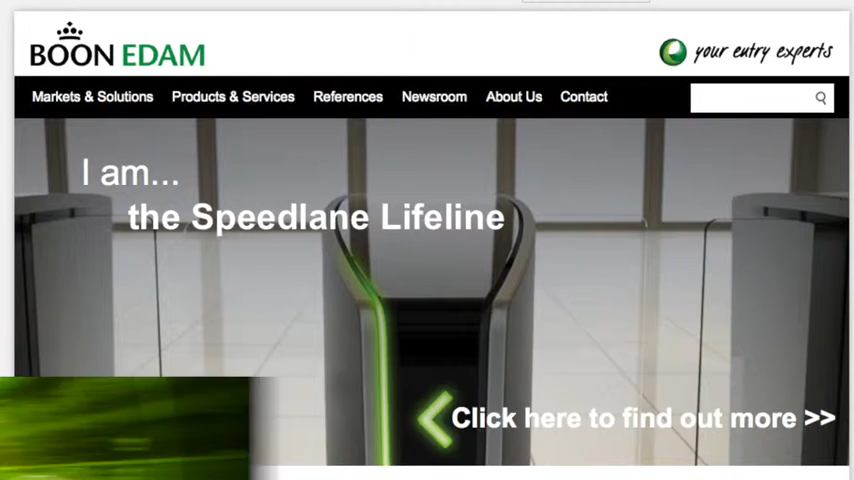 BOON EDAM
your entry experts
Markets & Solutions Products & Services References Newsroom About Us Contact
I am...
the Speedlane Lifeline
Click here to find out more >>